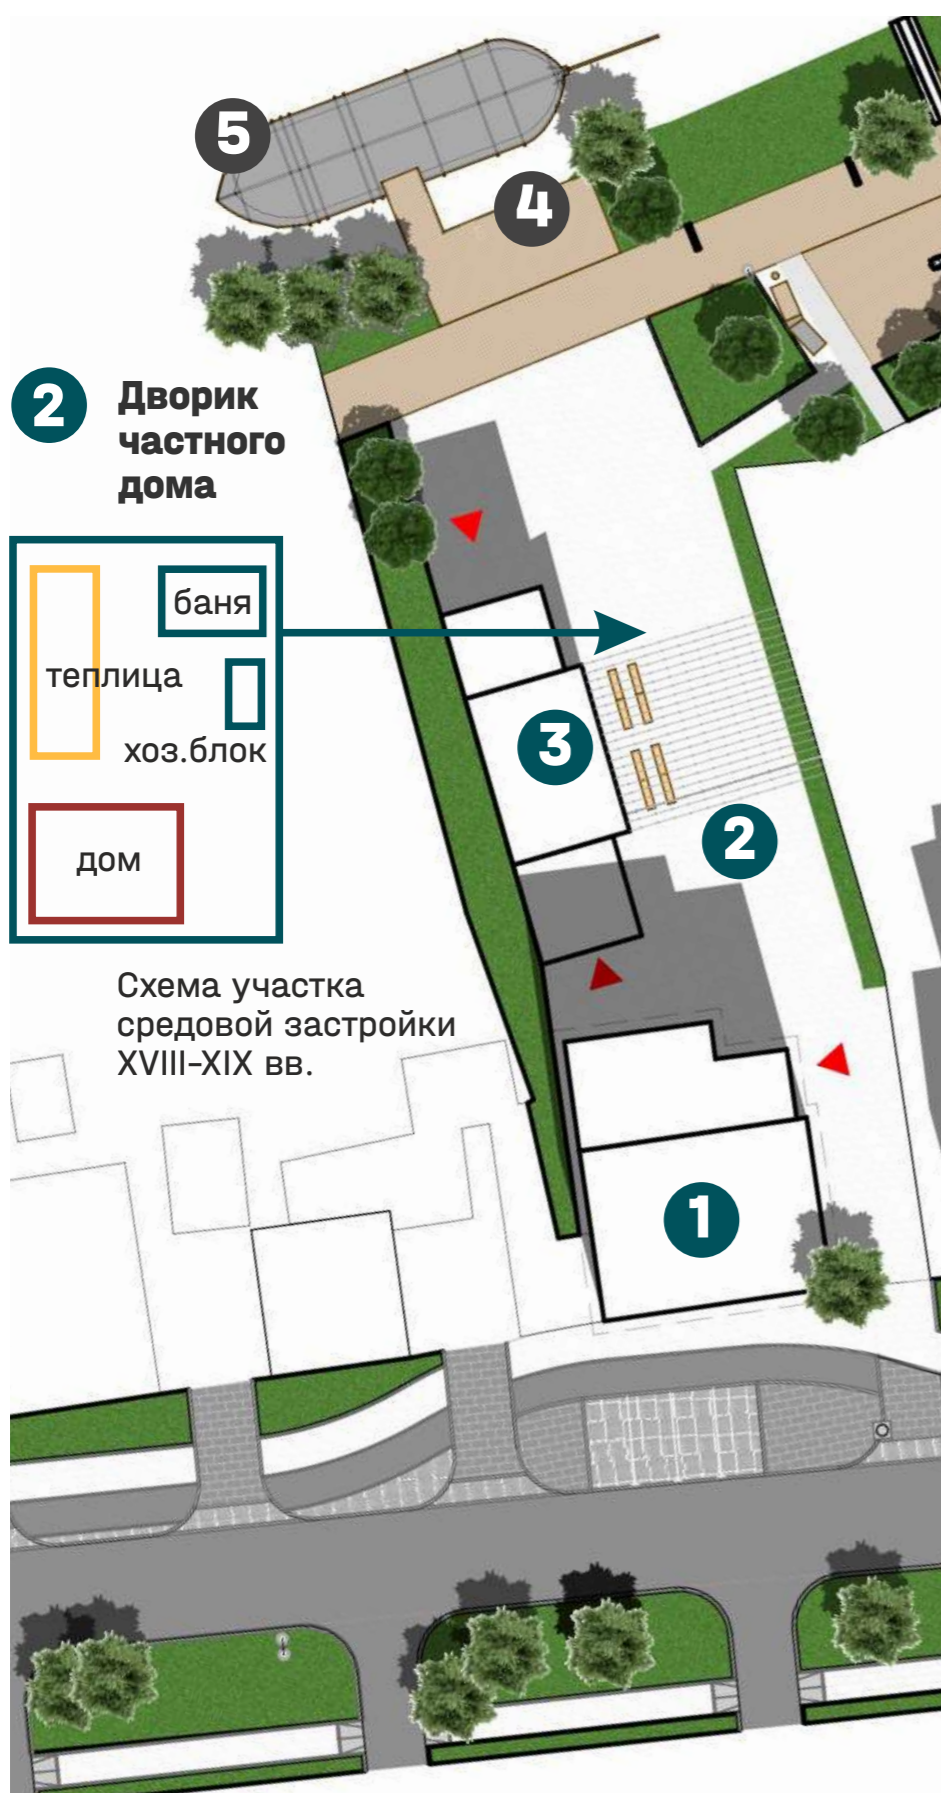 5
4
2
Дворик
частного
дома
баня
теплица
хоз.блок
дом
3
2
Схема участка
средовой застройки
XVIII-XIX вв.
1